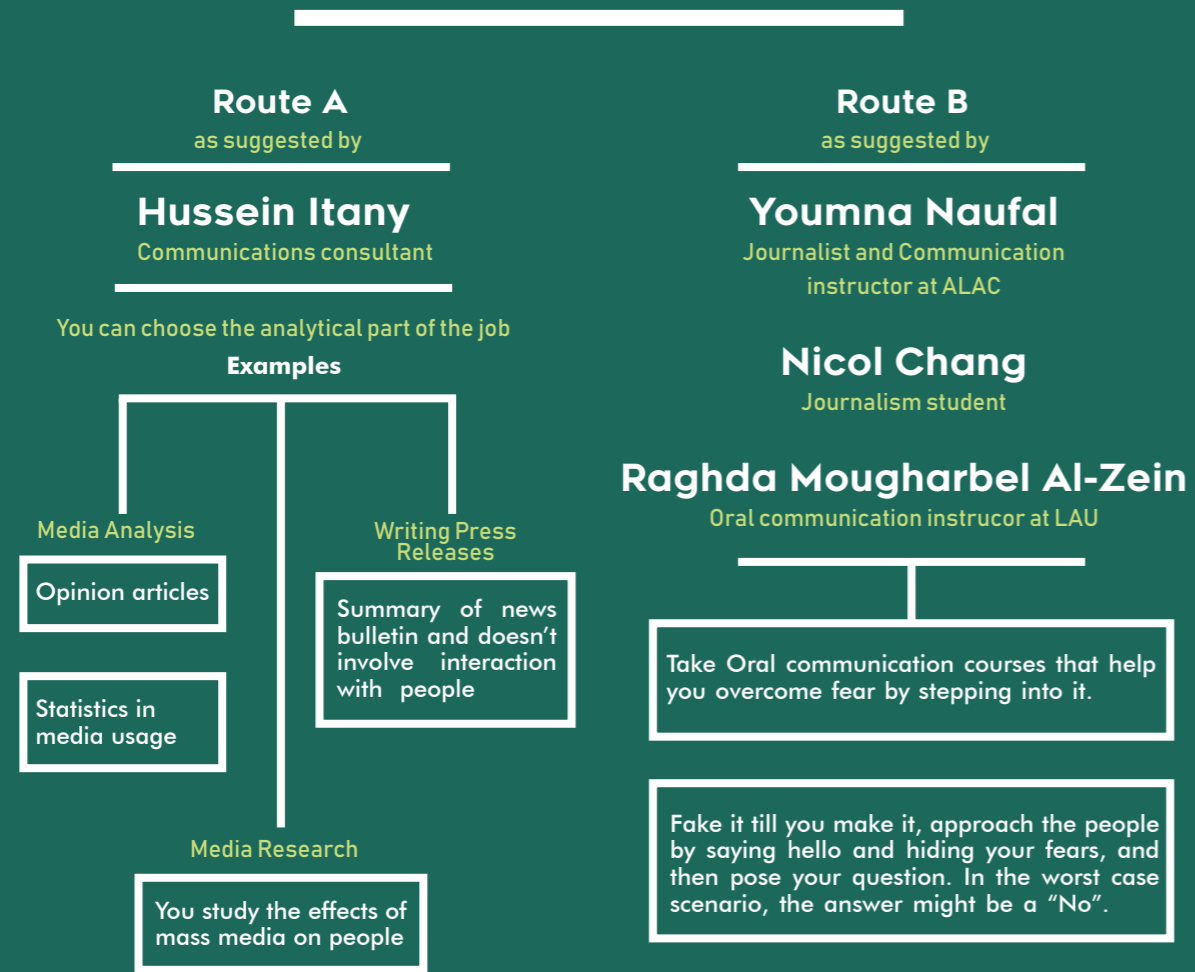 Route A
as suggested by
Hussein Itany
Communications consultant
You can choose the analytical part of the job
Examples
Media Analysis
Opinion articles
Statistics in
media usage
Writing Press
Releases
Summary of news
bulletin and doesn’t
involve interaction
with people
Media Research
You study the effects of
mass media on people
Route B
as suggested by
Youmna Naufal
Journalist and Communication
instructor at ALAC
Nicol Chang
Journalism student
Raghda Mougharbel Al-Zein
Oral communication instrucor at LAU
Take Oral communication courses that help
you overcome fear by stepping into it.
Fake it till you make it, approach the people
by saying hello and hiding your fears, and
then pose your question. In the worst case
scenario, the answer might be a “No”.